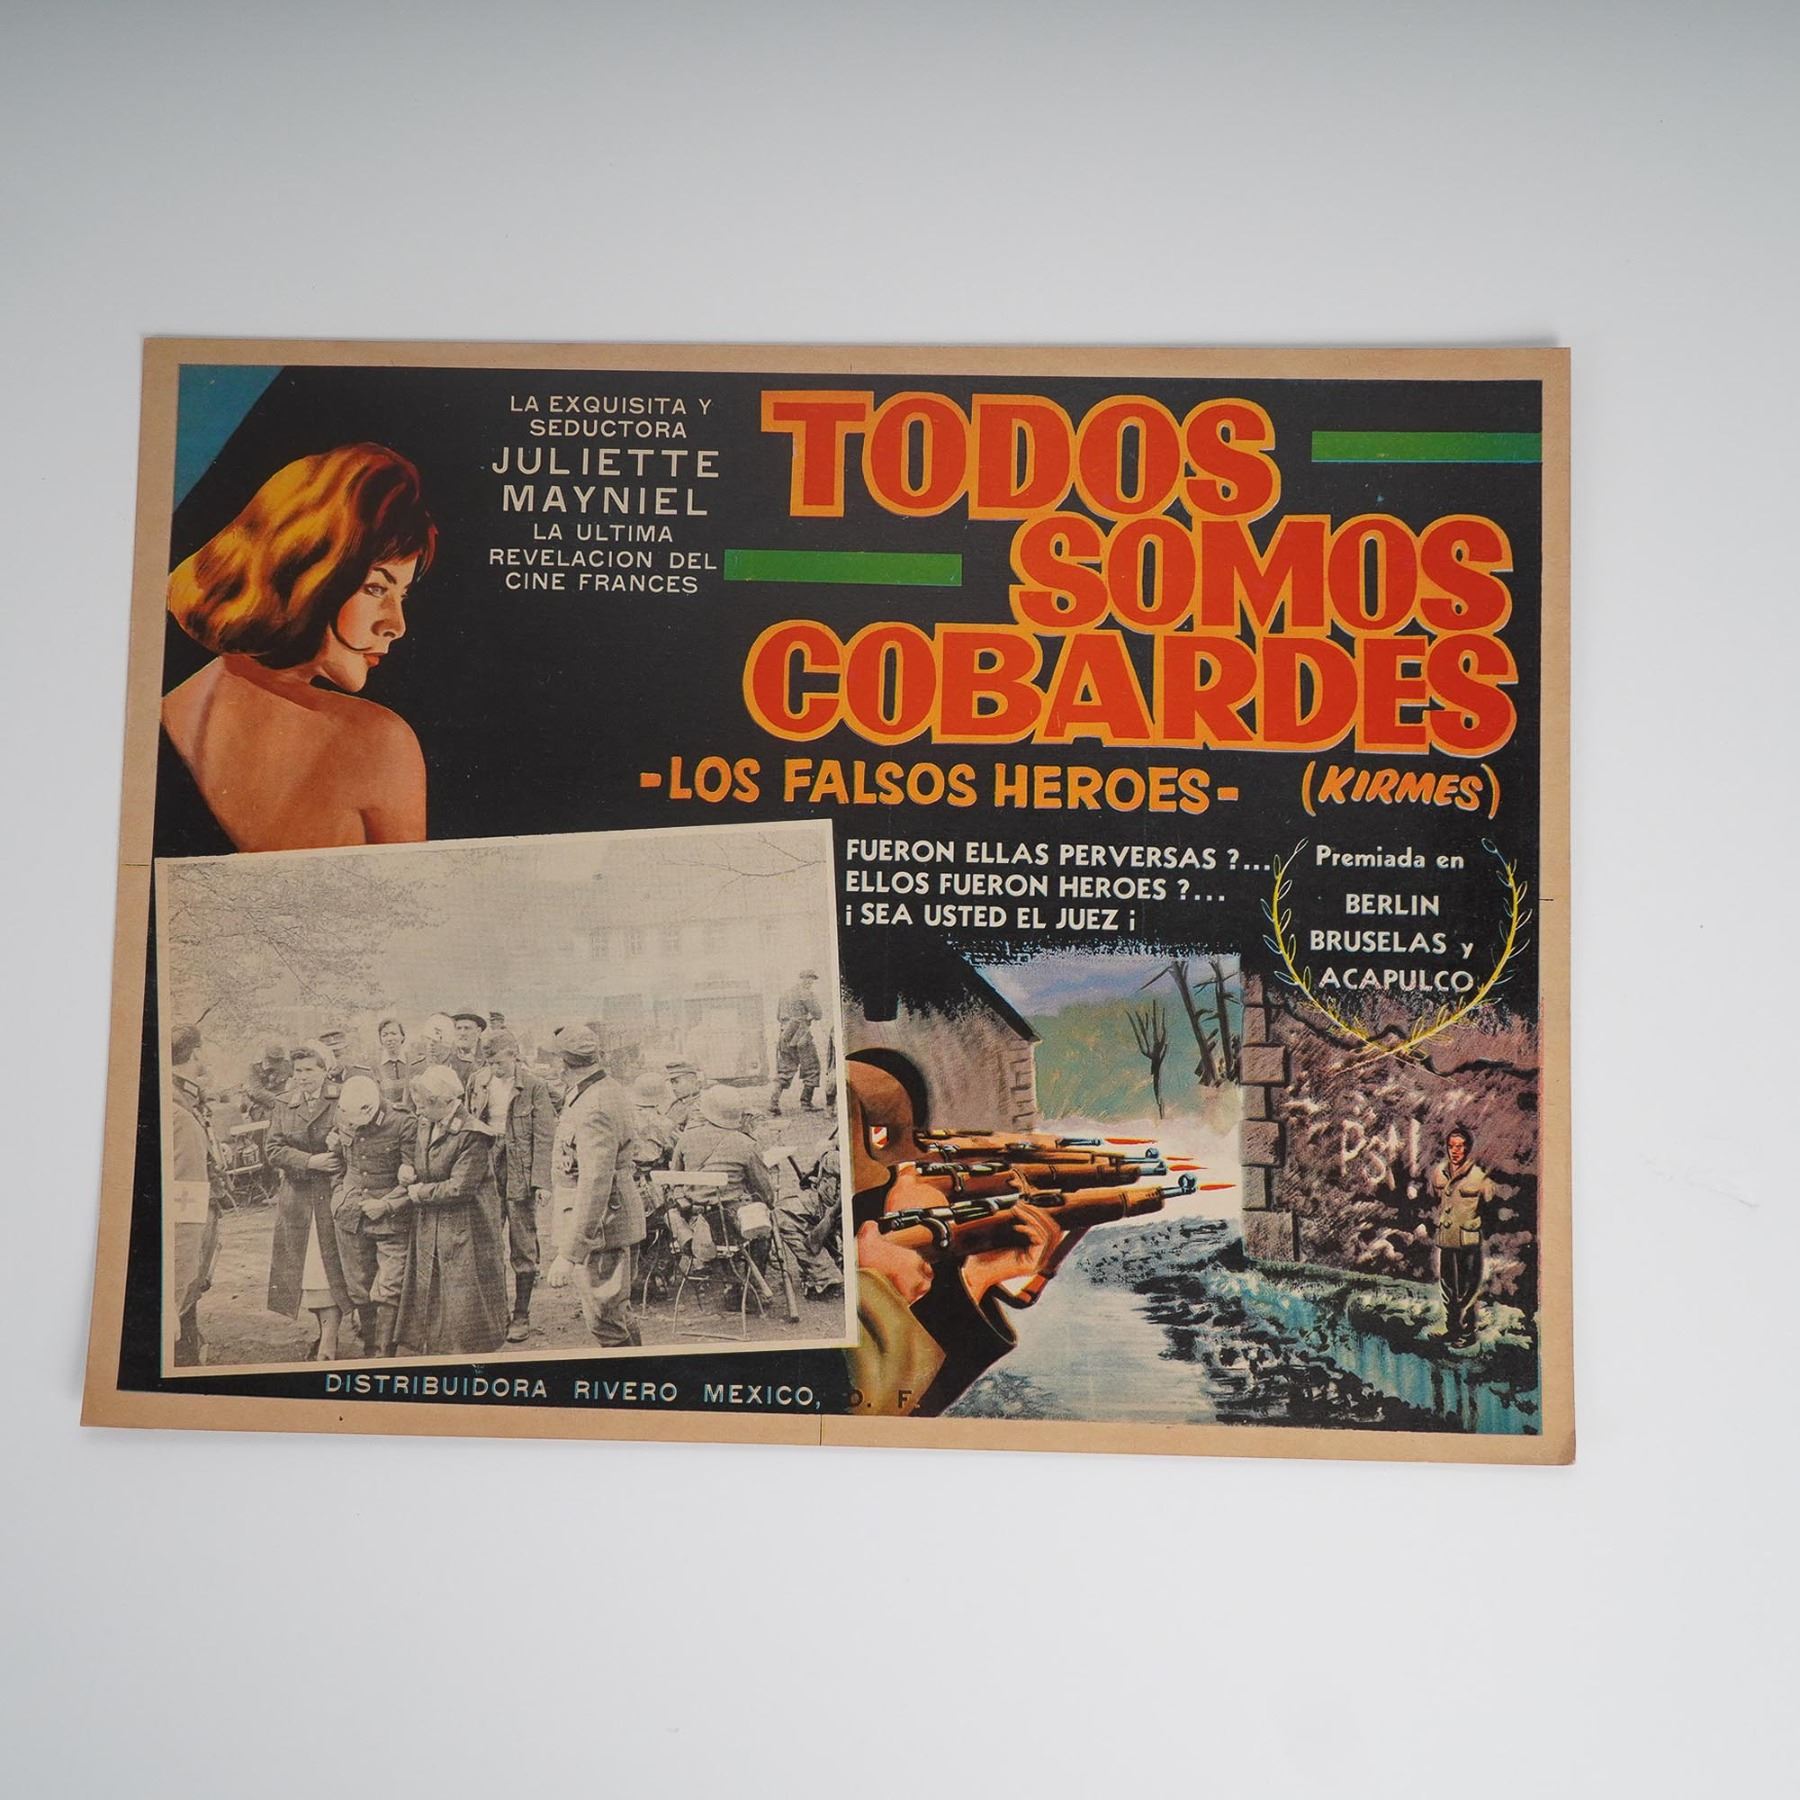 LA EXQUISITA Y
SEDUCTORA
JULIETTE
MAYNIEL
LA ULTIMA
REVELACION DEL
CINE FRANCES
TODOS
SOMOS
COBARDES
-LOS FALSOS HEROES-
(KIRMES)
FUERON ELLAS PERVERSAS ?...
ELLOS FUERON HEROES ?...
¡ SEA USTED EL JUEZ ¡
Premiada en
BERLIN
BRUSELAS y
ACAPULCO
DISTRIBUIDORA RIVERO MEXICO, D. F.